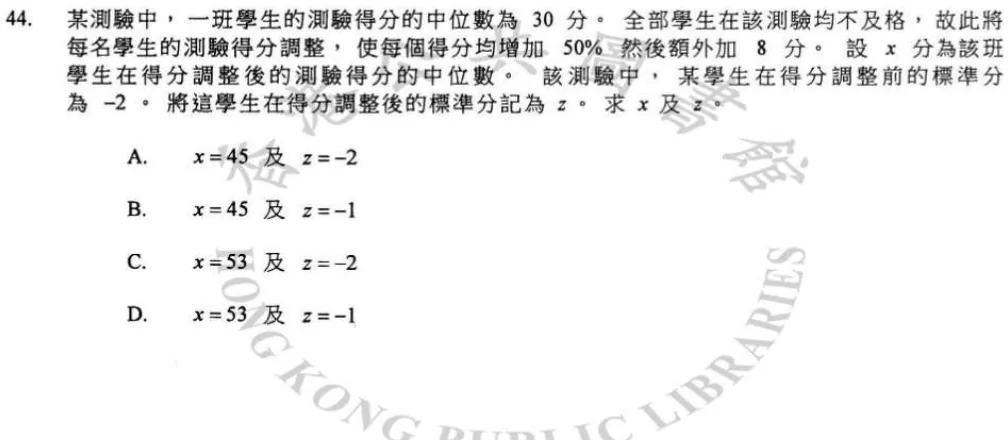 44. 某測驗中，一班學生的測驗得分的中位數為 30 分。 全部學生在該測驗均不及格，故此將
每名學生的測驗得分調整，使每個得分均增加 50% 然後額外加 8 分。 設 x 分為該班
學生在得分調整後的測驗得分的中位數。 該測驗中，某學生在得分調整前的標準分
為 −2 。將這學生在得分調整後的標準分記為 z 。求 x 及 z 。
A. x = 45 及 z = −2
B. x = 45 及 z = −1
C. x = 53 及 z = −2
D. x = 53 及 z = −1
香港公共圖書館
HONG KONG PUBLIC LIBRARIES